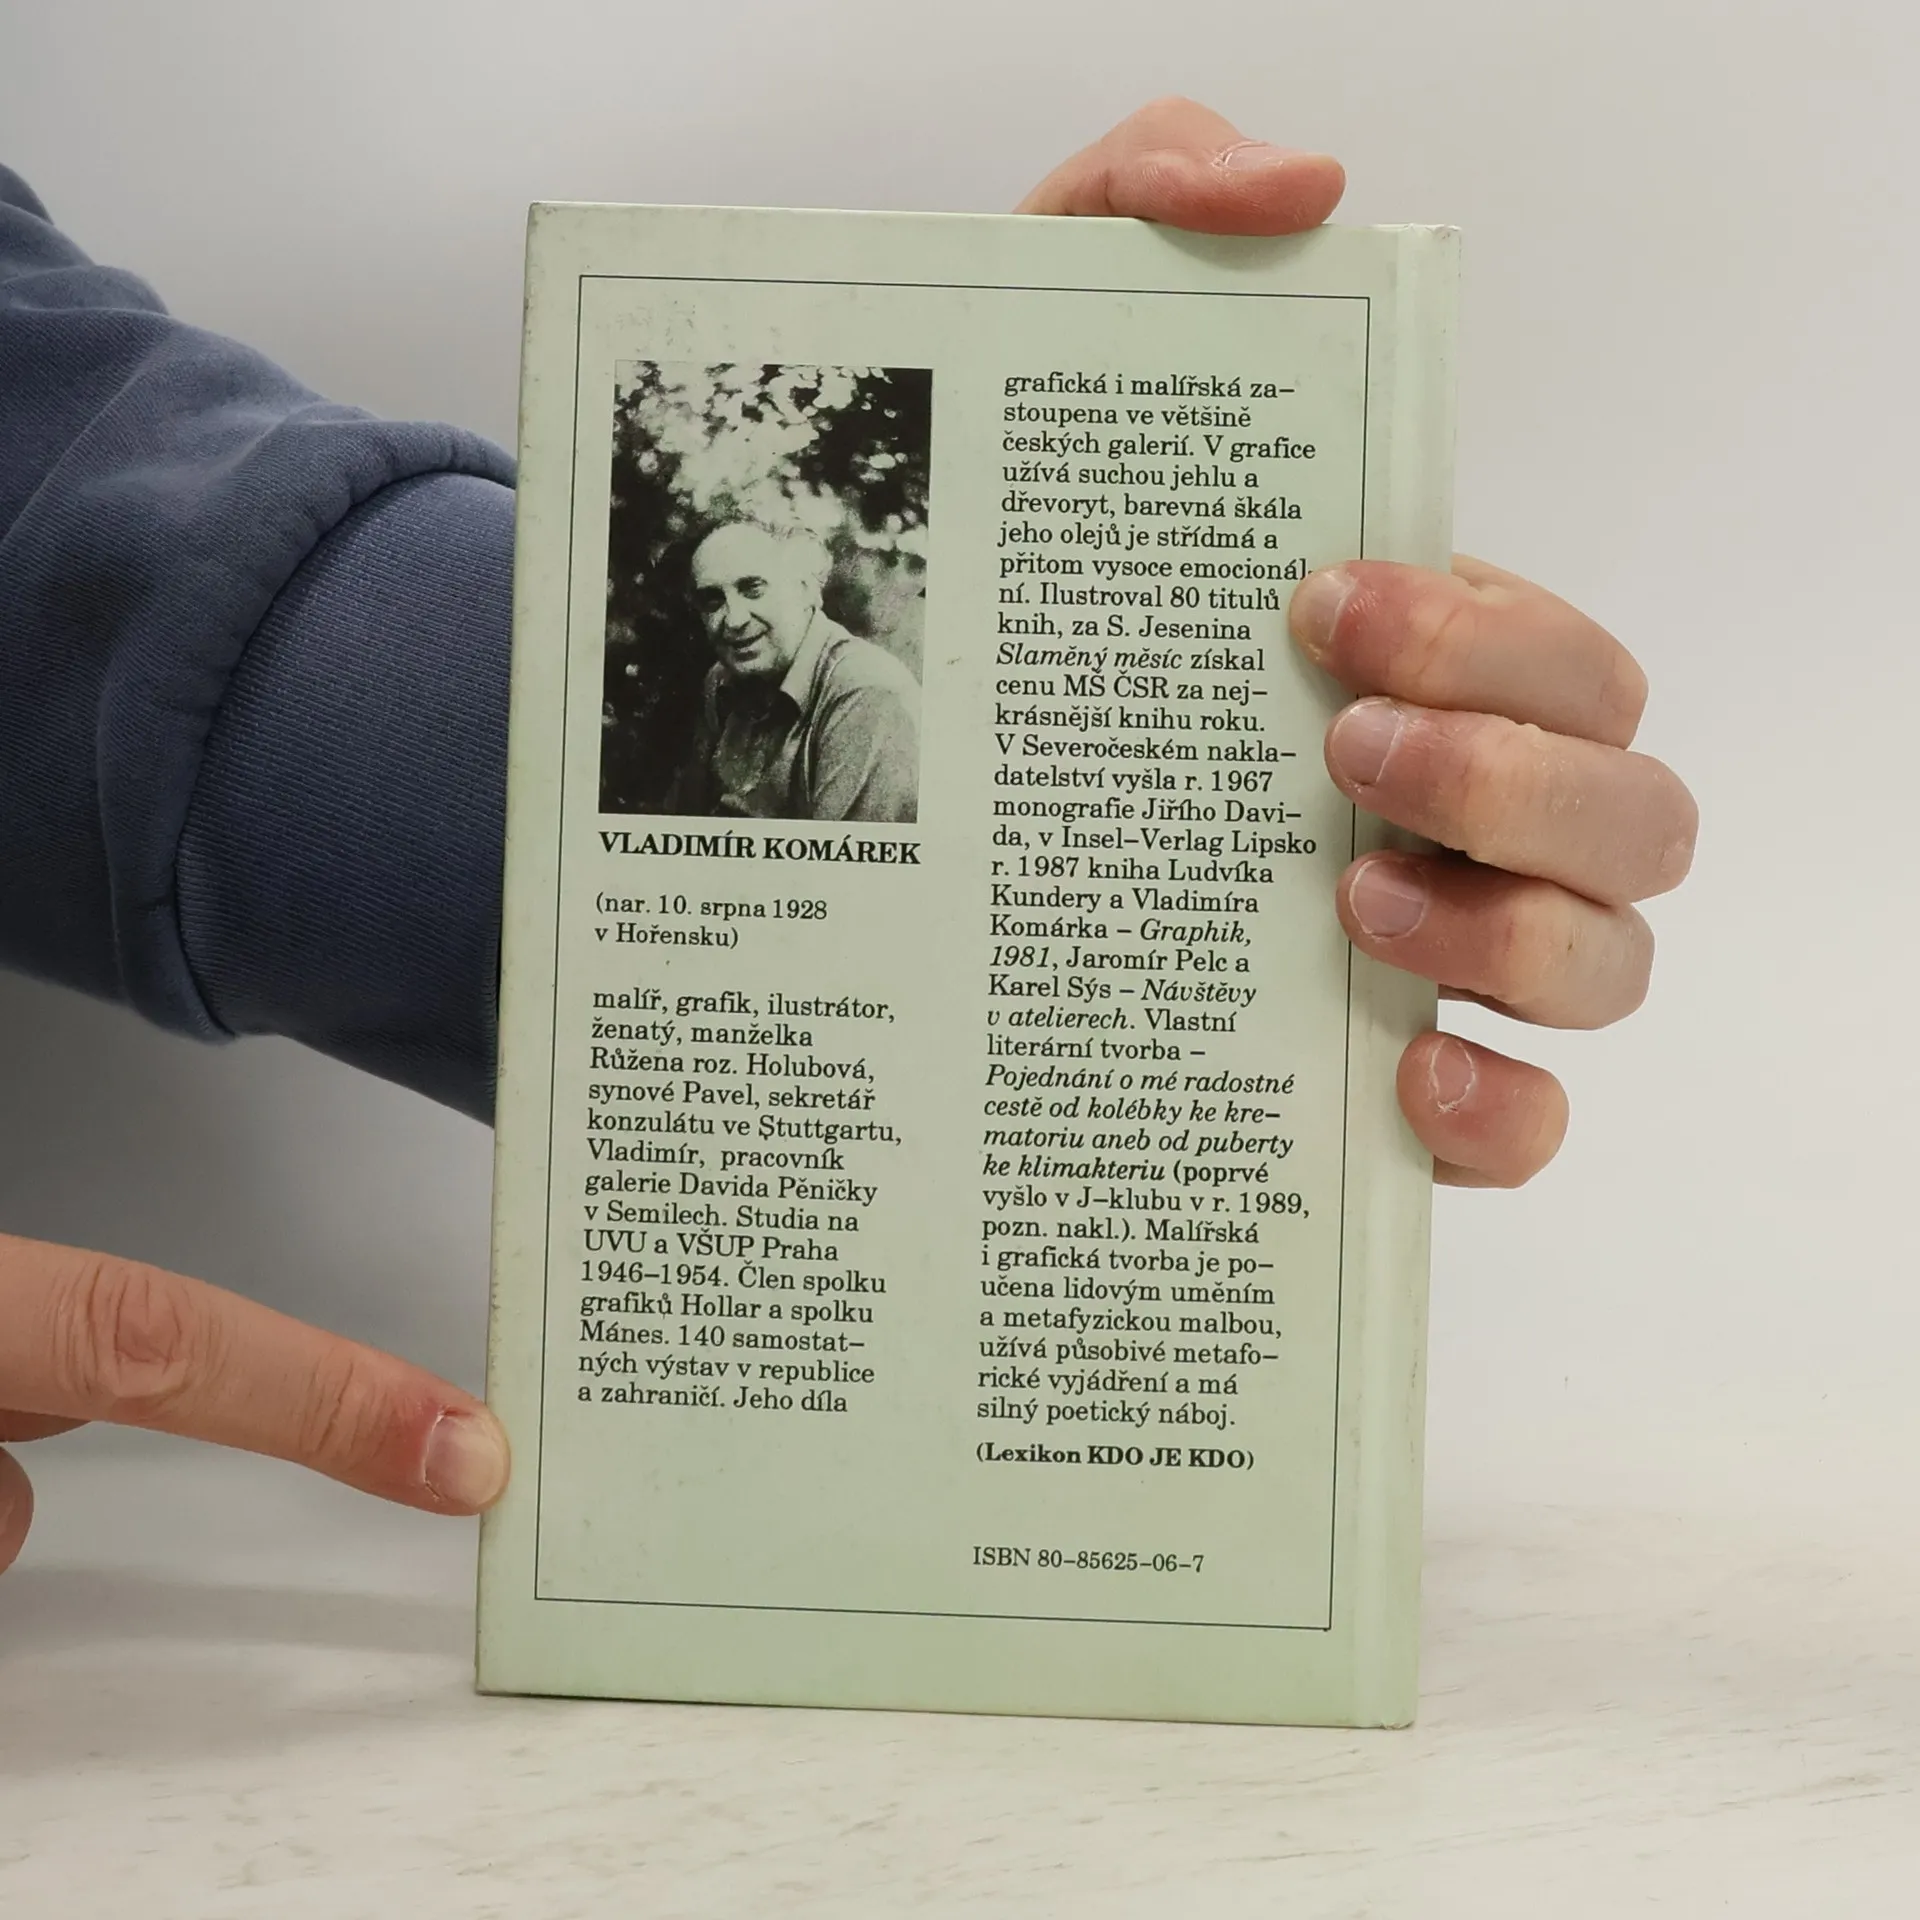 VLADIMÍR KOMÁREK
(nar. 10. srpna 1928
v Hořensku)
malíř, grafik, ilustrátor,
ženatý, manželka
Růžena roz. Holubová,
synové Pavel, sekretář
konzulátu ve Stuttgartu,
Vladimír, pracovník
galerie Davida Pěničky
v Semilech. Studia na
UVU a VŠUP Praha
1946–1954. Člen spolku
grafiků Hollar a spolku
Mánes. 140 samostat–
ných výstav v republice
a zahraničí. Jeho díla
grafická i malířská za–
stoupena ve většině
českých galerií. V grafice
užívá suchou jehlu a
dřevoryt, barevná škála
jeho olejů je střídmá a
přitom vysoce emocionál-
ní. Ilustroval 80 titulů
knih, za S. Jesenina
Slaměný měsíc získal
cenu MŠ ČSR za nej–
krásnější knihu roku.
V Severočeském nakla–
datelství vyšla r. 1967
monografie Jiřího Davi–
da, v Insel–Verlag Lipsko
r. 1987 kniha Ludvíka
Kundery a Vladimíra
Komárka – Graphik,
1981, Jaromír Pelc a
Karel Sýs – Návštěvy
v atelierech. Vlastní
literární tvorba –
Pojednání o mé radostné
cestě od kolébky ke kre–
matoriu aneb od puberty
ke klimakteriu (poprvé
vyšlo v J–klubu v r. 1989,
pozn. nakl.). Malířská
i grafická tvorba je po–
učena lidovým uměním
a metafyzickou malbou,
užívá působivé metafo–
rické vyjádření a má
silný poetický náboj.
(Lexikon KDO JE KDO)
ISBN 80–85625–06–7